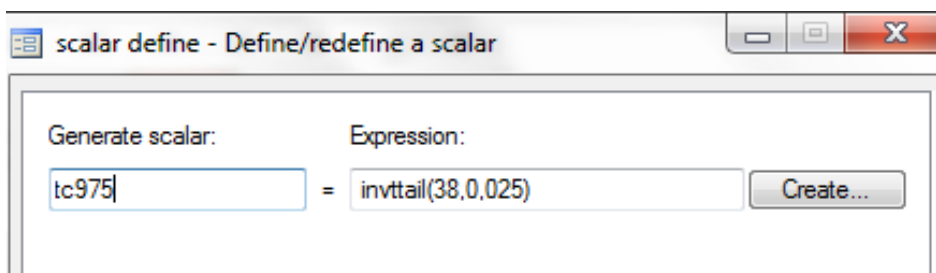 scalar define - Define/redefine a scalar
Generate scalar: Expression:
tc975 = invttail(38,0,025) Create...